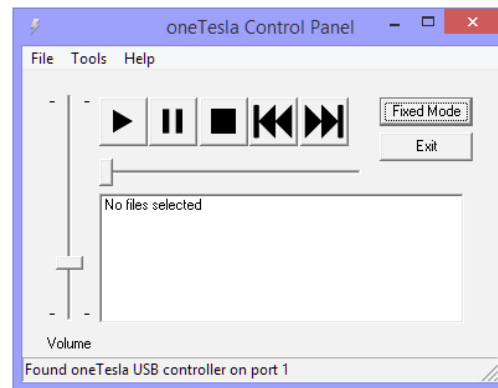 oneTesla Control Panel
File Tools Help
Fixed Mode
Exit
No files selected
Volume
Found oneTesla USB controller on port 1